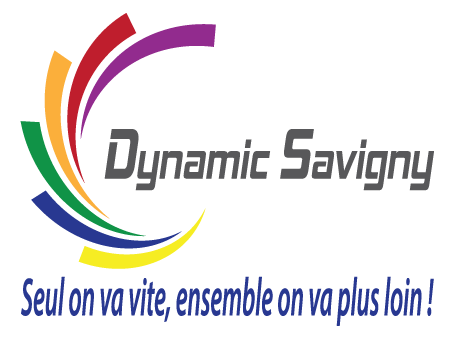 Dynamic Savigny
Seul on va vite, ensemble on va plus loin !